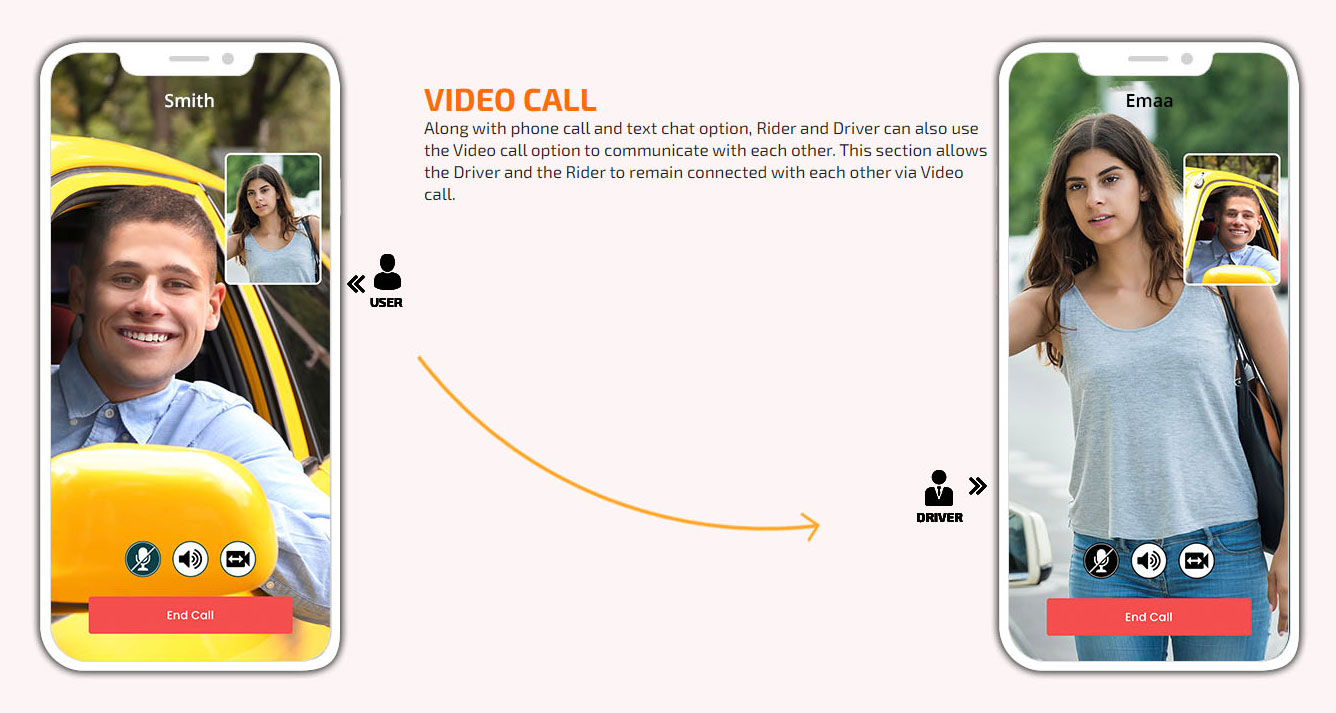 Smith
VIDEO CALL
Along with phone call and text chat option, Rider and Driver can also use
the Video call option to communicate with each other. This section allows
the Driver and the Rider to remain connected with each other via Video
call.
USER
DRIVER
End Call
Emaa
End Call